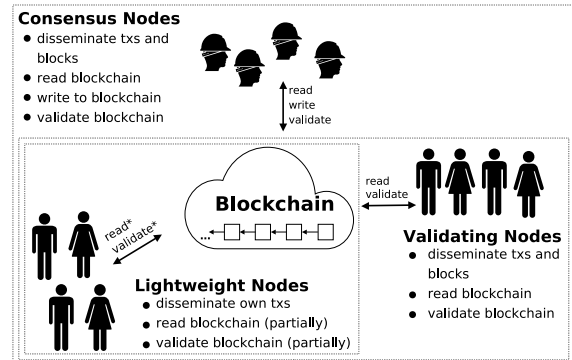 Consensus Nodes
● disseminate txs and
blocks
● read blockchain
● write to blockchain
● validate blockchain
read
write
validate
Blockchain
...
read
validate
read*
validate*
Validating Nodes
● disseminate txs and
blocks
● read blockchain
● validate blockchain
Lightweight Nodes
● disseminate own txs
● read blockchain (partially)
● validate blockchain (partially)